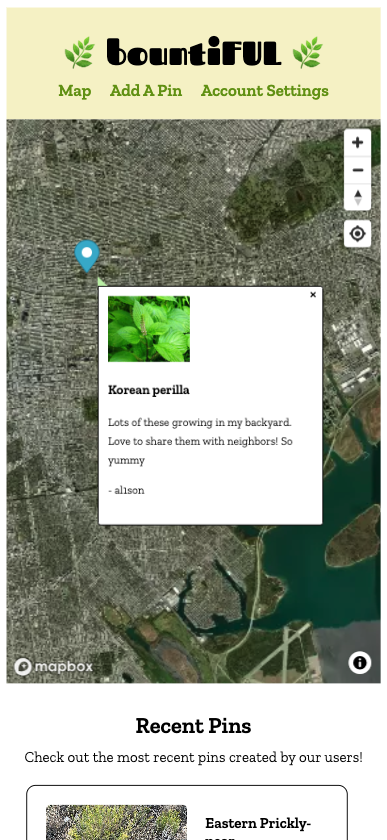 bountiFUL
Map Add A Pin Account Settings
×
Korean perilla
Lots of these growing in my backyard.
Love to share them with neighbors! So
yummy
- al1son
mapbox
Recent Pins
Check out the most recent pins created by our users!
Eastern Prickly-